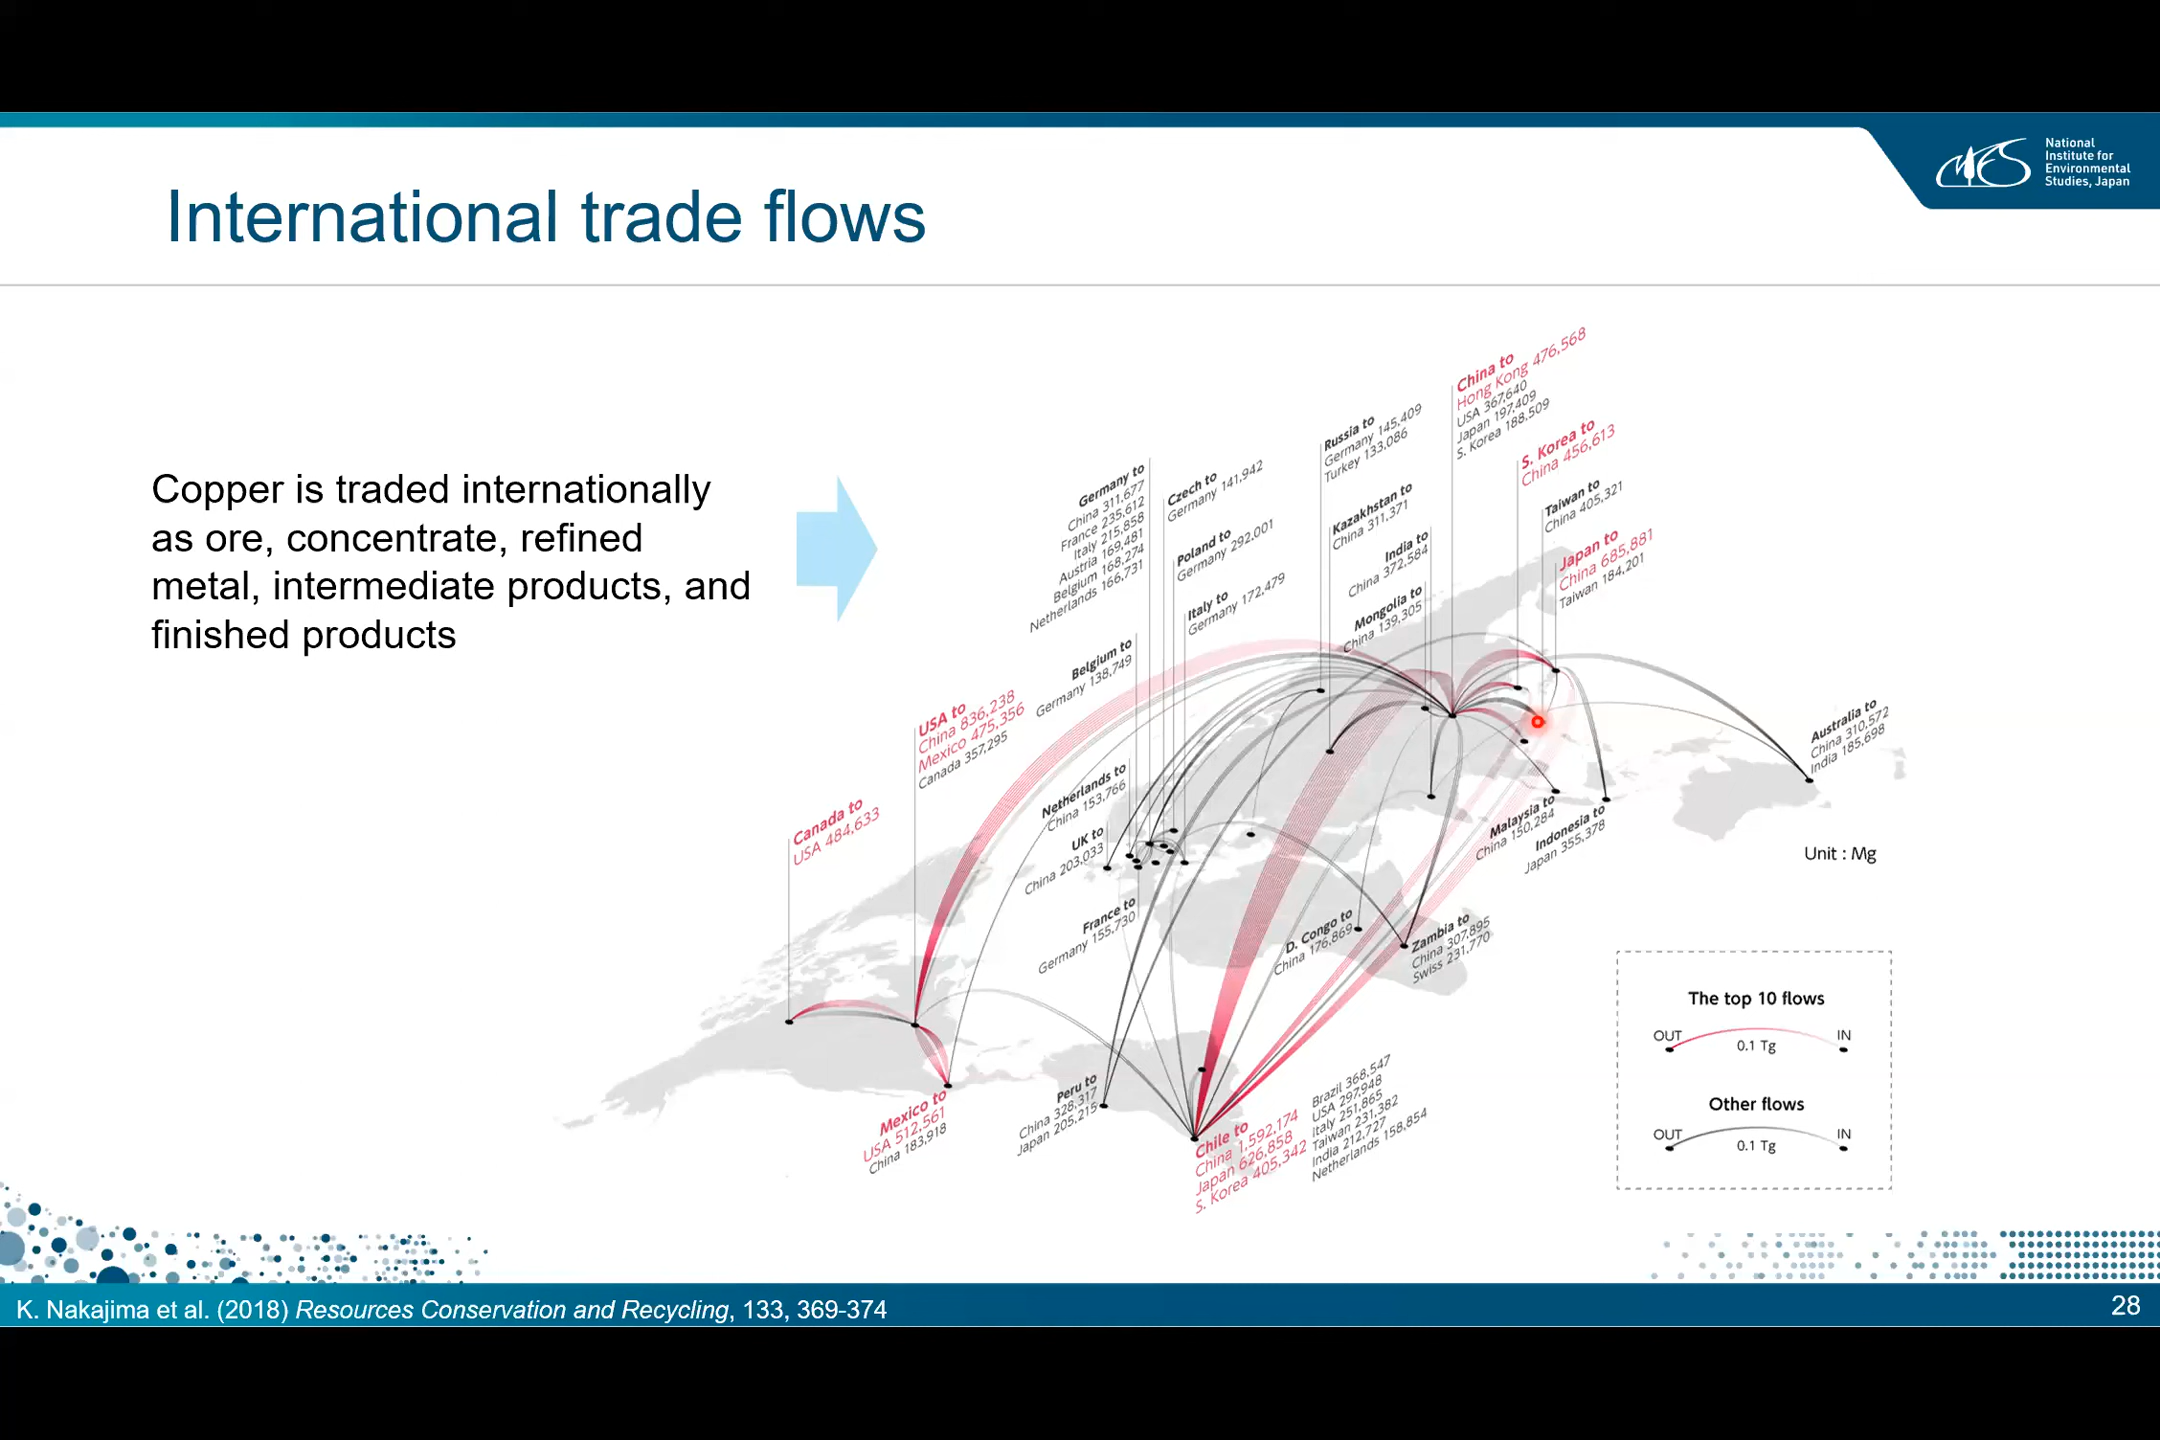 National
Institute for
Environmental
Studies, Japan
International trade flows
Copper is traded internationally
as ore, concentrate, refined
metal, intermediate products, and
finished products
China to
Hong Kong 476,568
USA 367,640
Japan 197,409
S. Korea 188,509
Russia to
Germany 145,409
Turkey 133,086
S. Korea to
China 456,613
Germany to
China 311,677
France 235,612
Italy 215,858
Austria 169,481
Belgium 168,274
Netherlands 166,731
Czech to
Germany 141,942
Kazakhstan to
China 311,371
Taiwan to
China 405,321
Poland to
Germany 292,001
India to
China 372,584
Japan to
China 685,881
Taiwan 184,201
Italy to
Germany 172,479
Mongolia to
China 139,305
Belgium to
Germany 138,749
USA to
China 836,238
Mexico 475,356
Canada 357,295
Australia to
China 310,572
India 185,698
Netherlands to
China 153,766
Canada to
USA 484,633
UK to
China 203,033
Malaysia to
China 150,284
Indonesia to
Japan 355,378
Unit : Mg
France to
Germany 155,730
D. Congo to
China 176,869
Zambia to
China 307,895
Swiss 231,770
Mexico to
USA 512,561
China 183,918
Peru to
China 328,317
Japan 205,215
Chile to
China 1,592,174
Japan 626,858
S. Korea 405,342
Brazil 368,547
USA 297,948
Italy 251,865
Taiwan 231,382
India 212,727
Netherlands 158,854
The top 10 flows
OUT IN
0.1 Tg
Other flows
OUT IN
0.1 Tg
K. Nakajima et al. (2018) Resources Conservation and Recycling, 133, 369-374
28